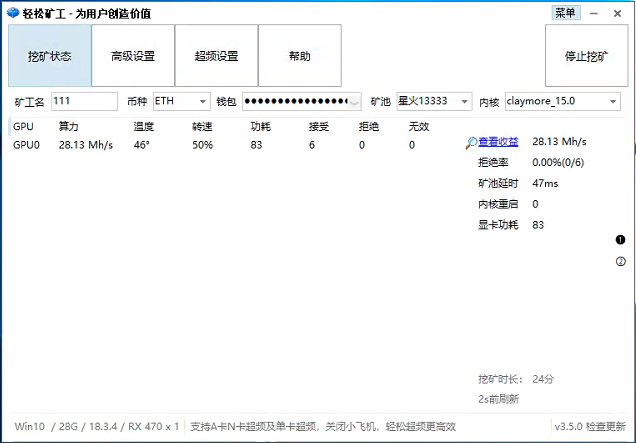 轻松矿工 - 为用户创造价值 菜单
挖矿状态 高级设置 超频设置 帮助 停止挖矿
矿工名 111 币种 ETH 钱包 ●●●●●●●●●●●●●●●● 矿池 星火13333 内核 claymore_15.0
GPU 算力 温度 转速 功耗 接受 拒绝 无效
GPU0 28.13 Mh/s 46° 50% 83 6 0 0
查看收益 28.13 Mh/s
拒绝率 0.00%(0/6)
矿池延时 47ms
内核重启 0
显卡功耗 83
❶
②
挖矿时长： 24分
2s前刷新
Win10 / 28G / 18.3.4 / RX 470 x 1 支持A卡N卡超频及单卡超频，关闭小飞机，轻松超频更高效 v3.5.0 检查更新